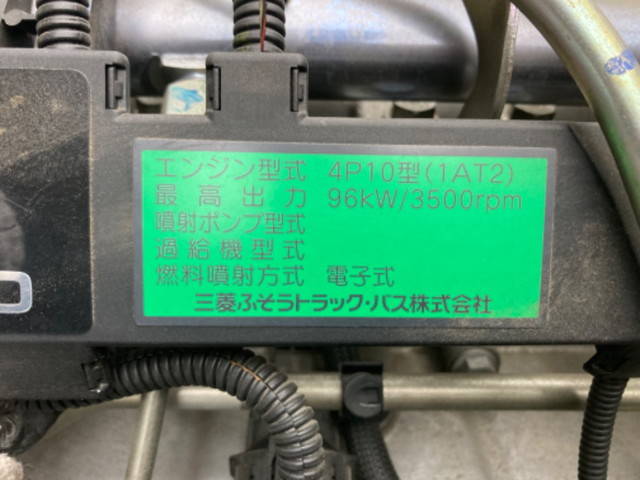 エンジン型式 4P10型(1AT2)
最高出力 96kW/3500rpm
噴射ポンプ型式
過給機型式
燃料噴射方式 電子式
三菱ふそうトラック・バス株式会社